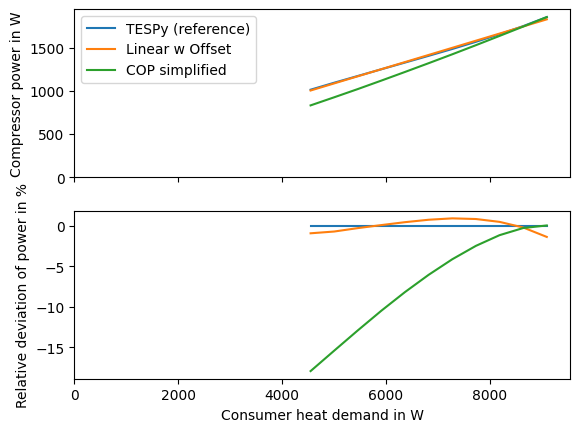 Compressor power in W
1500
1000
500
0
TESPy (reference)
Linear w Offset
COP simplified
Relative deviation of power in %
0
−5
−10
−15
0 2000 4000 6000 8000
Consumer heat demand in W